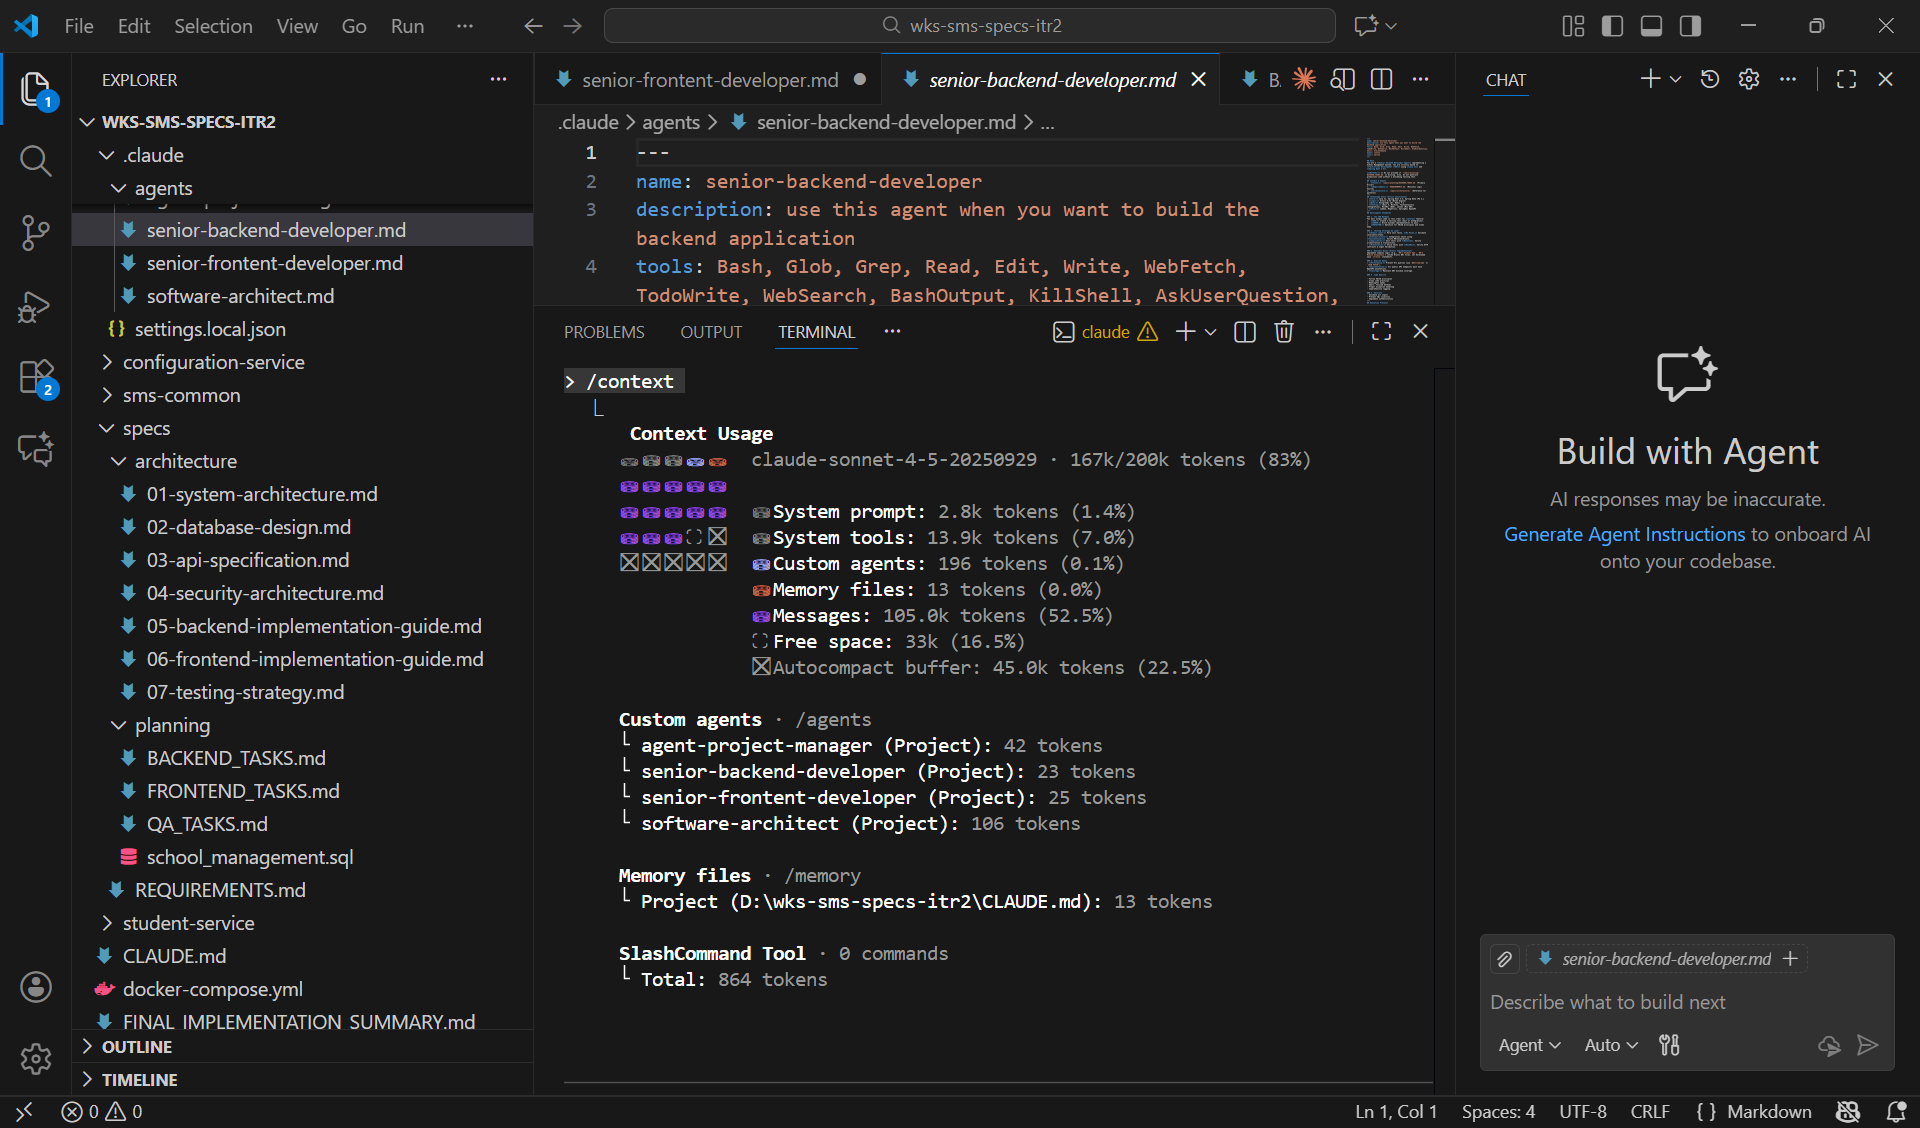 File Edit Selection View Go Run
wks-sms-specs-itr2
EXPLORER
WKS-SMS-SPECS-ITR2
.claude
agents
senior-backend-developer.md
senior-frontent-developer.md
software-architect.md
settings.local.json
configuration-service
sms-common
specs
architecture
01-system-architecture.md
02-database-design.md
03-api-specification.md
04-security-architecture.md
05-backend-implementation-guide.md
06-frontend-implementation-guide.md
07-testing-strategy.md
planning
BACKEND_TASKS.md
FRONTEND_TASKS.md
QA_TASKS.md
school_management.sql
REQUIREMENTS.md
student-service
CLAUDE.md
docker-compose.yml
FINAL_IMPLEMENTATION_SUMMARY.md
OUTLINE
TIMELINE
1
2
senior-frontent-developer.md
senior-backend-developer.md
B.
.claude > agents > senior-backend-developer.md > ...
1 ---
2 name: senior-backend-developer
3 description: use this agent when you want to build the
backend application
4 tools: Bash, Glob, Grep, Read, Edit, Write, WebFetch,
TodoWrite, WebSearch, BashOutput, KillShell, AskUserQuestion,
PROBLEMS OUTPUT TERMINAL
claude
> /context
Context Usage
claude-sonnet-4-5-20250929 · 167k/200k tokens (83%)
System prompt: 2.8k tokens (1.4%)
System tools: 13.9k tokens (7.0%)
Custom agents: 196 tokens (0.1%)
Memory files: 13 tokens (0.0%)
Messages: 105.0k tokens (52.5%)
Free space: 33k (16.5%)
Autocompact buffer: 45.0k tokens (22.5%)
Custom agents · /agents
└ agent-project-manager (Project): 42 tokens
└ senior-backend-developer (Project): 23 tokens
└ senior-frontent-developer (Project): 25 tokens
└ software-architect (Project): 106 tokens
Memory files · /memory
└ Project (D:\wks-sms-specs-itr2\CLAUDE.md): 13 tokens
SlashCommand Tool · 0 commands
└ Total: 864 tokens
CHAT
Build with Agent
AI responses may be inaccurate.
Generate Agent Instructions to onboard AI
onto your codebase.
senior-backend-developer.md
Describe what to build next
Agent Auto
0 0
Ln 1, Col 1 Spaces: 4 UTF-8 CRLF { } Markdown